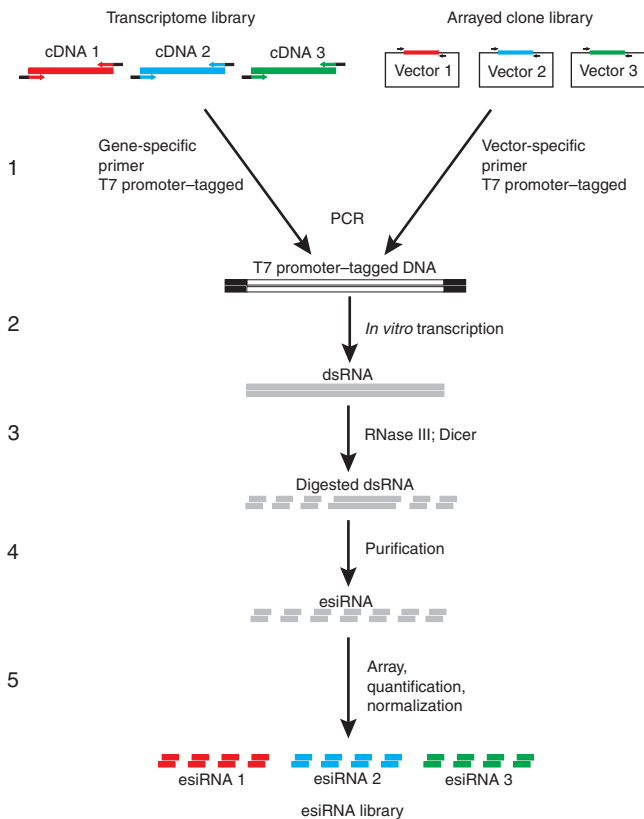 Transcriptome library
Arrayed clone library
cDNA 1
cDNA 2
cDNA 3
Vector 1
Vector 2
Vector 3
1
Gene-specific
primer
T7 promoter–tagged
Vector-specific
primer
T7 promoter–tagged
PCR
T7 promoter–tagged DNA
2
In vitro transcription
dsRNA
3
RNase III; Dicer
Digested dsRNA
4
Purification
esiRNA
5
Array,
quantification,
normalization
esiRNA 1
esiRNA 2
esiRNA 3
esiRNA library